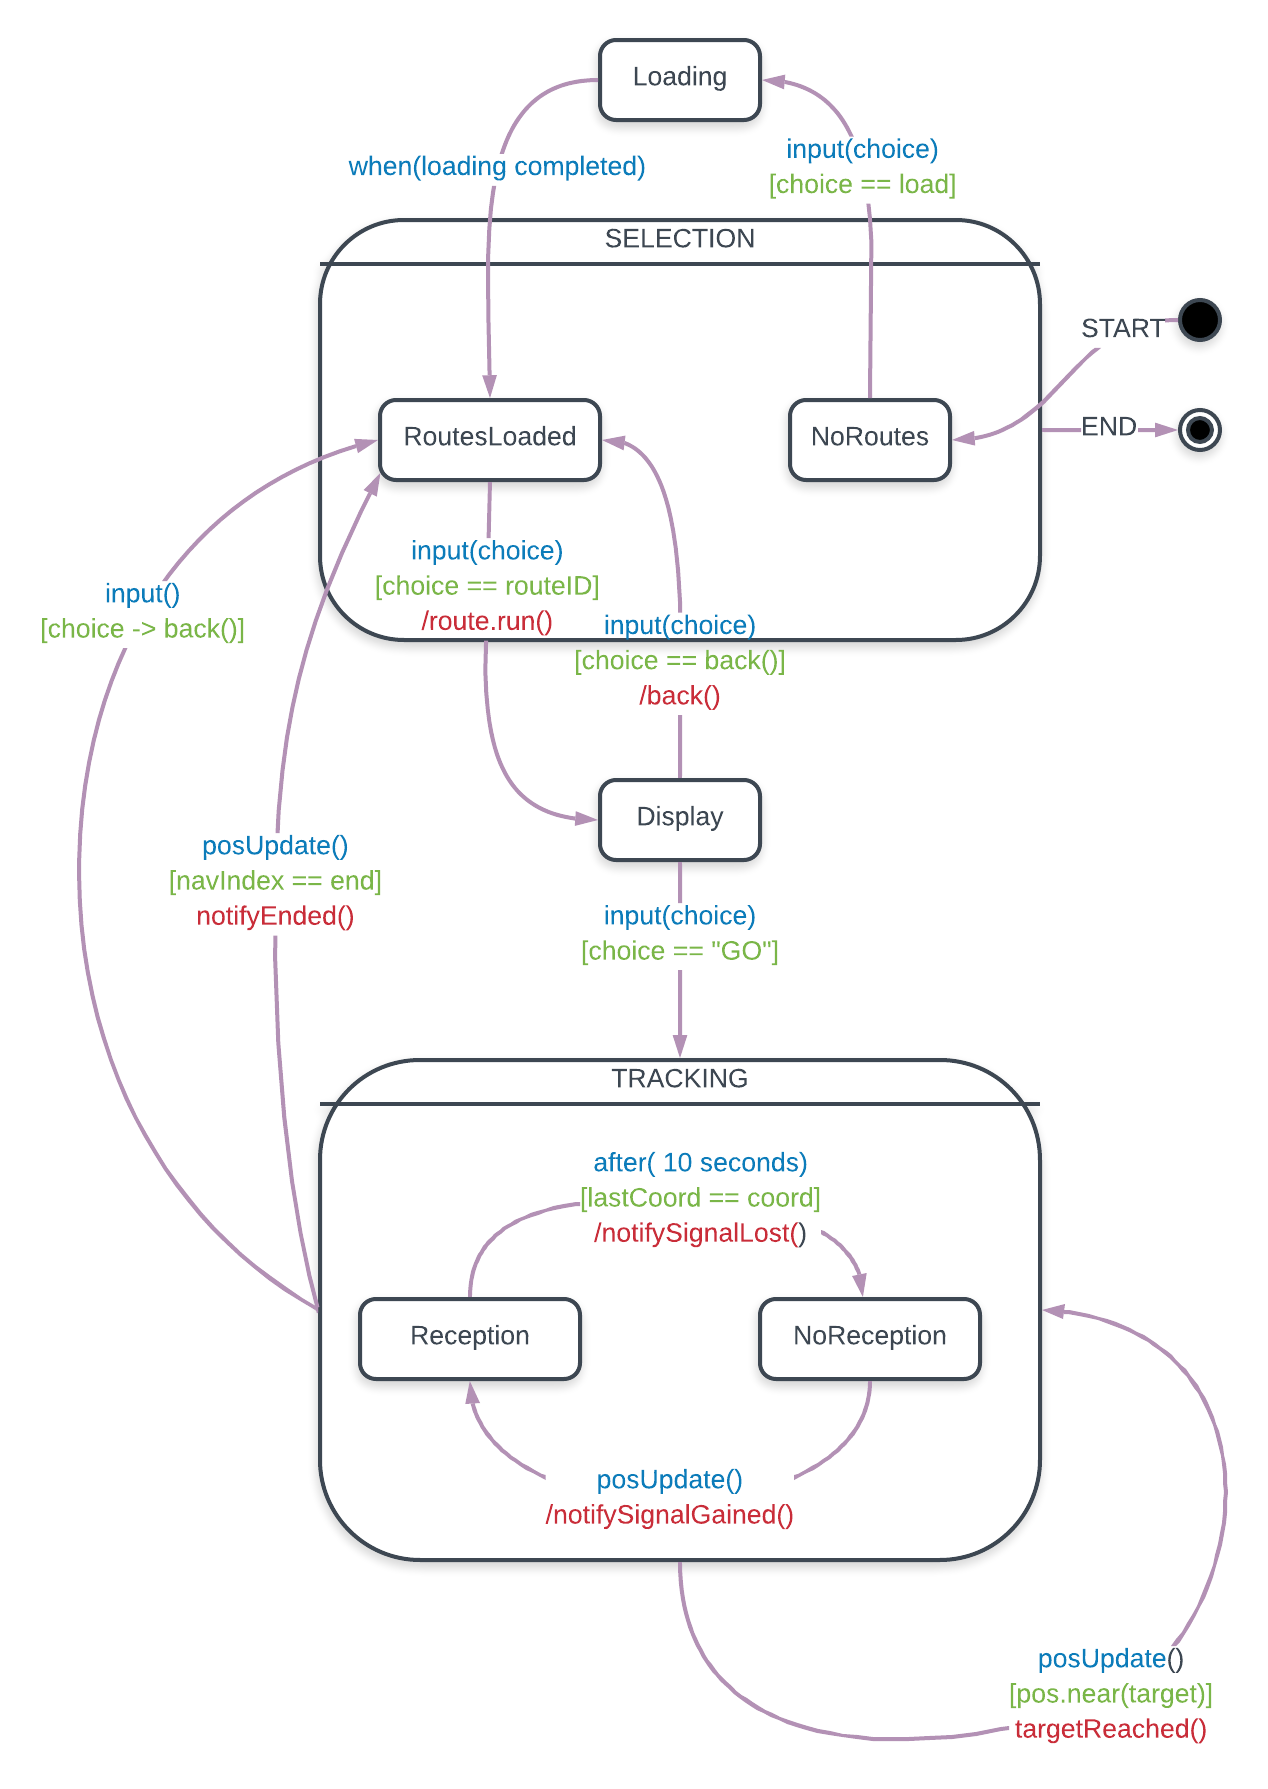 Loading
when(loading completed)
input(choice)
[choice == load]
SELECTION
START
END
RoutesLoaded
NoRoutes
input(choice)
[choice == routeID]
/route.run()
input()
[choice -> back()]
input(choice)
[choice == back()]
/back()
Display
posUpdate()
[navIndex == end]
notifyEnded()
input(choice)
[choice == "GO"]
TRACKING
after( 10 seconds)
[lastCoord == coord]
/notifySignalLost()
Reception
NoReception
posUpdate()
/notifySignalGained()
posUpdate()
[pos.near(target)]
targetReached()